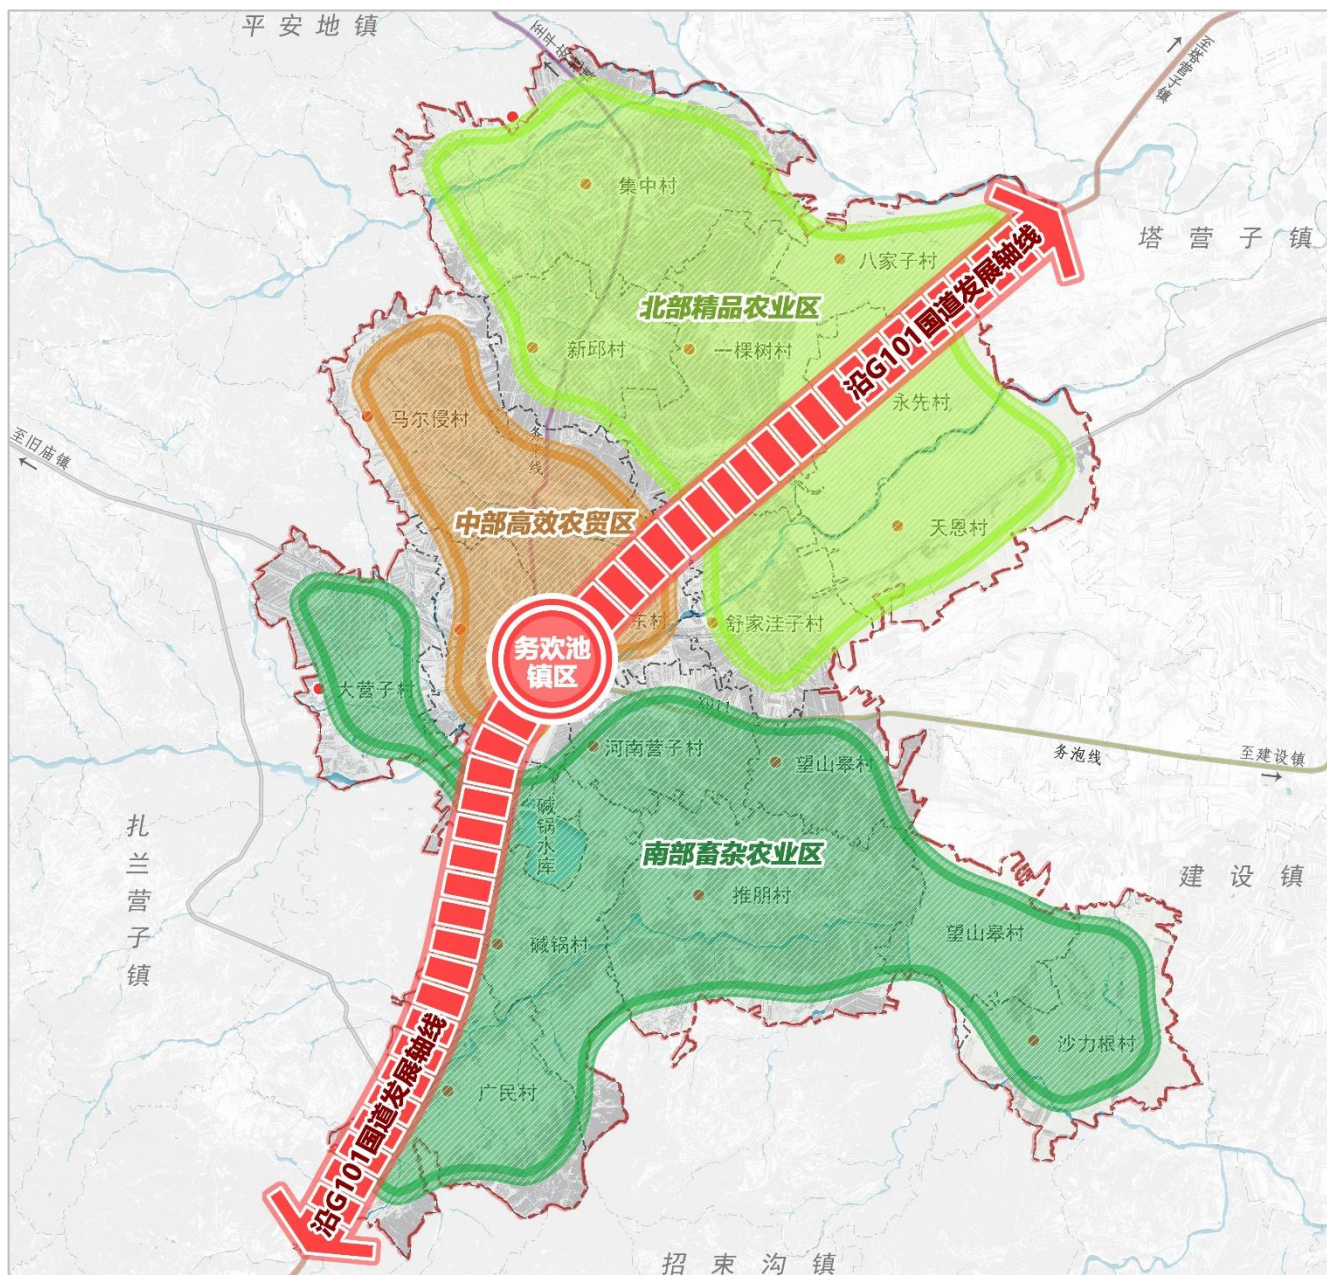 平安地镇
至平安地镇
至塔营子镇
集中村
塔营子镇
八家子村
沿G101国道发展轴线
北部精品农业区
新邱村
一棵树村
永先村
马尔侵村
至旧庙镇
中部高效农贸区
天恩村
东村
舒家洼子村
务欢池
镇区
大营子村
河南营子村
望山皋村
务泡线
至建设镇
碱锅水库
扎兰营子镇
南部畜杂农业区
建设镇
推朋村
碱锅村
望山皋村
沙力根村
广民村
沿G101国道发展轴线
招束沟镇